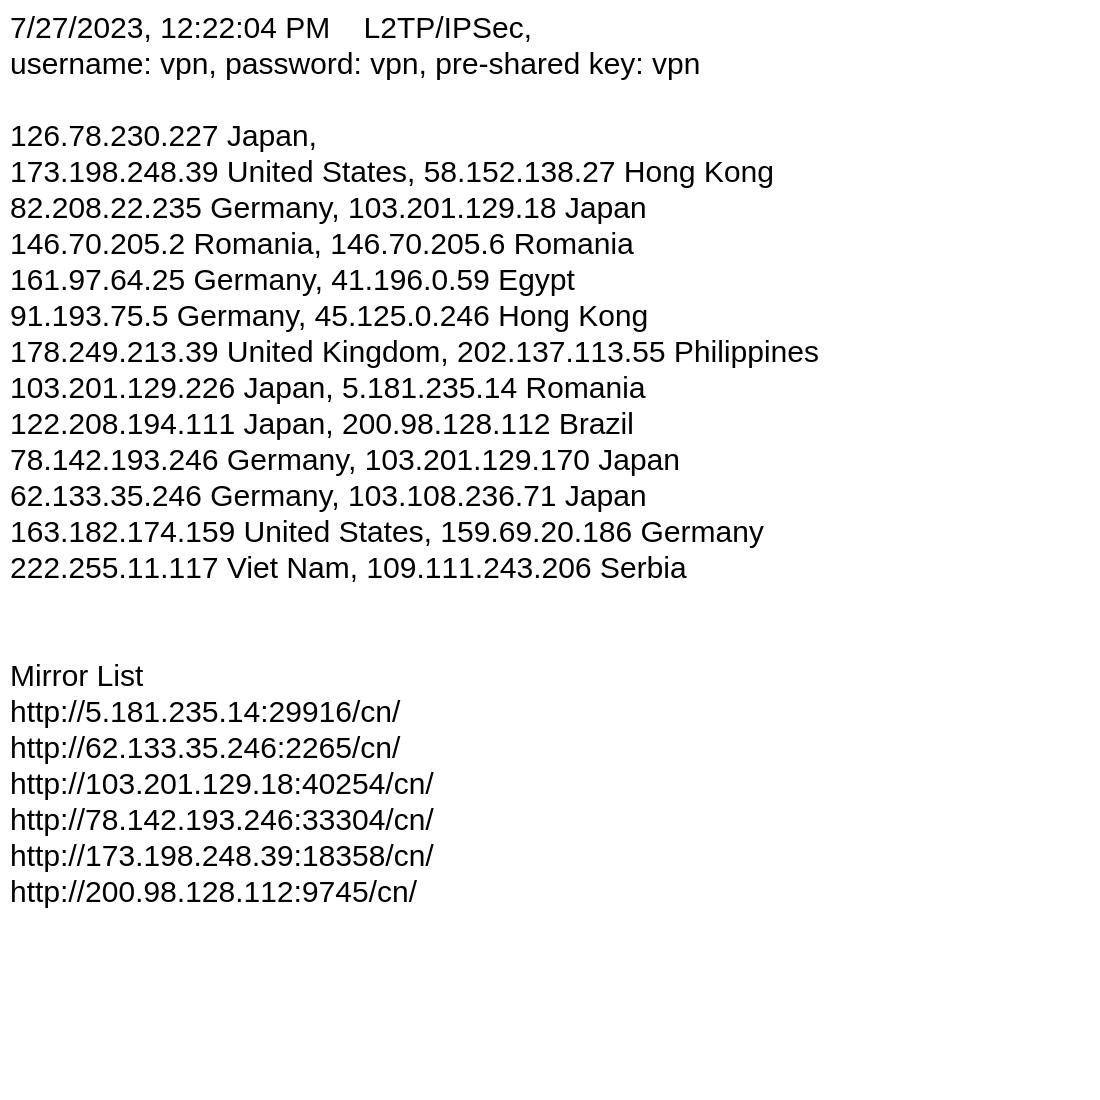 7/27/2023, 12:22:04 PM    L2TP/IPSec,
username: vpn, password: vpn, pre-shared key: vpn
126.78.230.227 Japan,
173.198.248.39 United States, 58.152.138.27 Hong Kong
82.208.22.235 Germany, 103.201.129.18 Japan
146.70.205.2 Romania, 146.70.205.6 Romania
161.97.64.25 Germany, 41.196.0.59 Egypt
91.193.75.5 Germany, 45.125.0.246 Hong Kong
178.249.213.39 United Kingdom, 202.137.113.55 Philippines
103.201.129.226 Japan, 5.181.235.14 Romania
122.208.194.111 Japan, 200.98.128.112 Brazil
78.142.193.246 Germany, 103.201.129.170 Japan
62.133.35.246 Germany, 103.108.236.71 Japan
163.182.174.159 United States, 159.69.20.186 Germany
222.255.11.117 Viet Nam, 109.111.243.206 Serbia
Mirror List
http://5.181.235.14:29916/cn/
http://62.133.35.246:2265/cn/
http://103.201.129.18:40254/cn/
http://78.142.193.246:33304/cn/
http://173.198.248.39:18358/cn/
http://200.98.128.112:9745/cn/